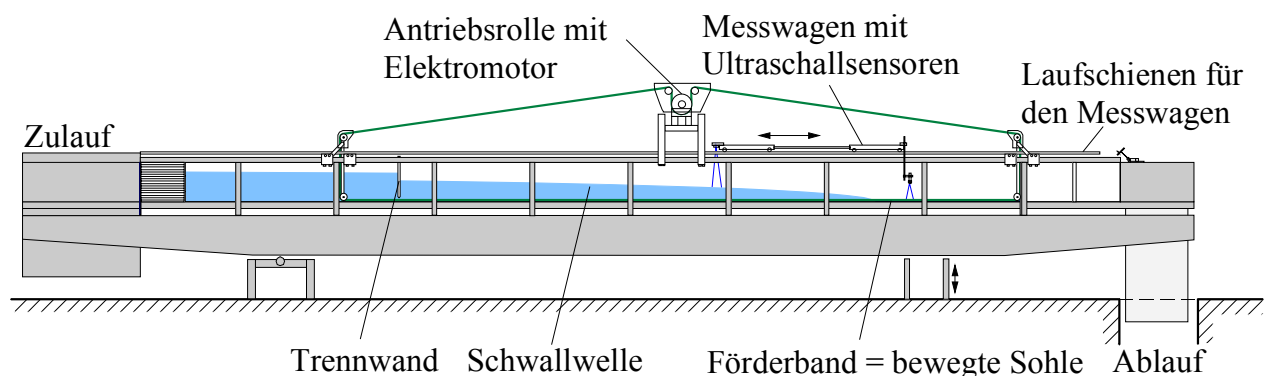 Antriebsrolle mit
Elektromotor
Messwagen mit
Ultraschallsensoren
Laufschienen für
den Messwagen
Zulauf
Trennwand
Schwallwelle
Förderband = bewegte Sohle
Ablauf